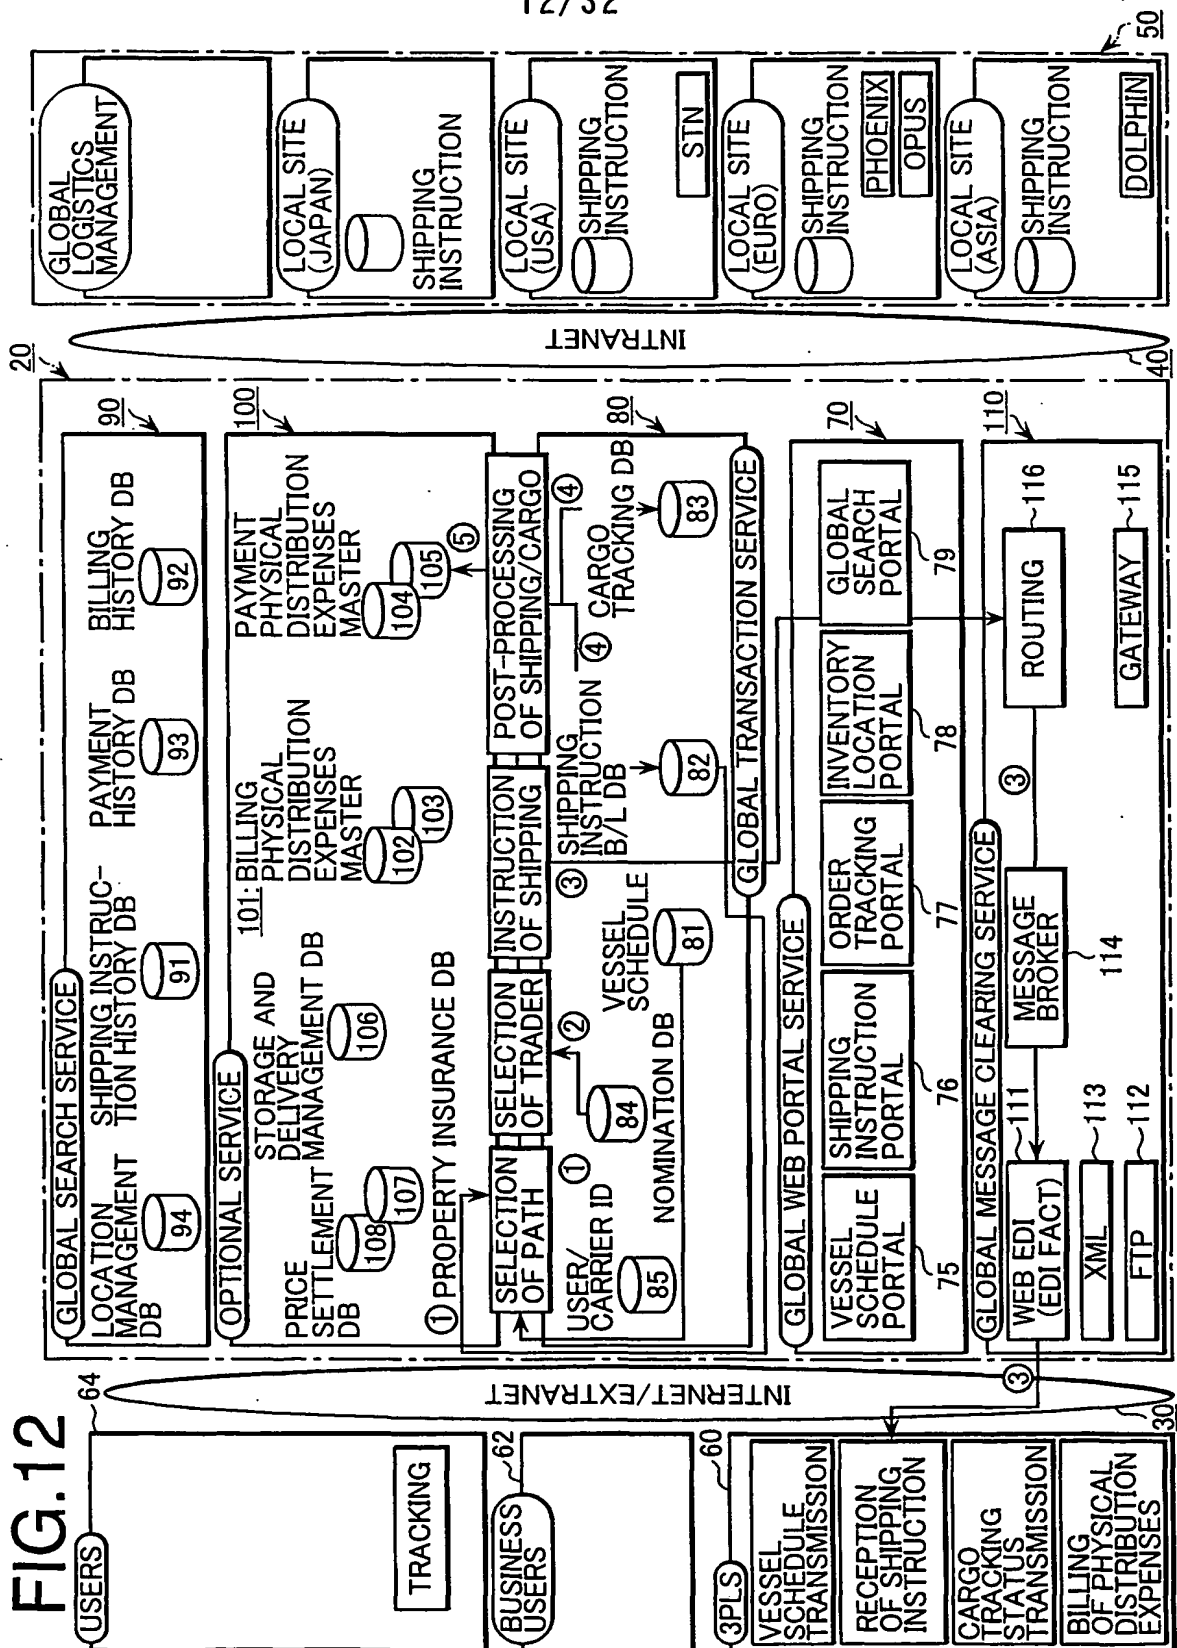 12/32
FIG.12
USERS
64
TRACKING
BUSINESS
USERS
62
3PLS
60
VESSEL
SCHEDULE
TRANSMISSION
RECEPTION
OF SHIPPING
INSTRUCTION
CARGO
TRACKING
STATUS
TRANSMISSION
BILLING
OF PHYSICAL
DISTRIBUTION
EXPENSES
INTERNET/EXTRANET
30
③
20
GLOBAL SEARCH SERVICE
90
LOCATION
MANAGEMENT
DB
94
SHIPPING INSTRUC-
TION HISTORY DB
91
PAYMENT
HISTORY DB
93
BILLING
HISTORY DB
92
OPTIONAL SERVICE
100
PRICE
SETTLEMENT
DB
108
107
STORAGE AND
DELIVERY
MANAGEMENT DB
106
101: BILLING
PHYSICAL
DISTRIBUTION
EXPENSES
MASTER
102
103
PAYMENT
PHYSICAL
DISTRIBUTION
EXPENSES
MASTER
104
105
① PROPERTY INSURANCE DB
⑤
SELECTION
OF PATH
SELECTION
OF TRADER
INSTRUCTION
OF SHIPPING
POST-PROCESSING
OF SHIPPING/CARGO
80
①
②
③
④
④
USER/
CARRIER ID
85
84
NOMINATION DB
VESSEL
SCHEDULE
81
SHIPPING
INSTRUCTION
B/L DB
82
CARGO
TRACKING DB
83
GLOBAL TRANSACTION SERVICE
GLOBAL WEB PORTAL SERVICE
70
VESSEL
SCHEDULE
PORTAL
75
SHIPPING
INSTRUCTION
PORTAL
76
ORDER
TRACKING
PORTAL
77
INVENTORY
LOCATION
PORTAL
78
GLOBAL
SEARCH
PORTAL
79
GLOBAL MESSAGE CLEARING SERVICE
110
WEB EDI
(EDI FACT)
111
XML
113
FTP
112
MESSAGE
BROKER
114
③
ROUTING
116
GATEWAY
115
INTRANET
40
50
GLOBAL
LOGISTICS
MANAGEMENT
LOCAL SITE
(JAPAN)
SHIPPING
INSTRUCTION
LOCAL SITE
(USA)
SHIPPING
INSTRUCTION
STN
LOCAL SITE
(EURO)
SHIPPING
INSTRUCTION
PHOENIX
OPUS
LOCAL SITE
(ASIA)
SHIPPING
INSTRUCTION
DOLPHIN